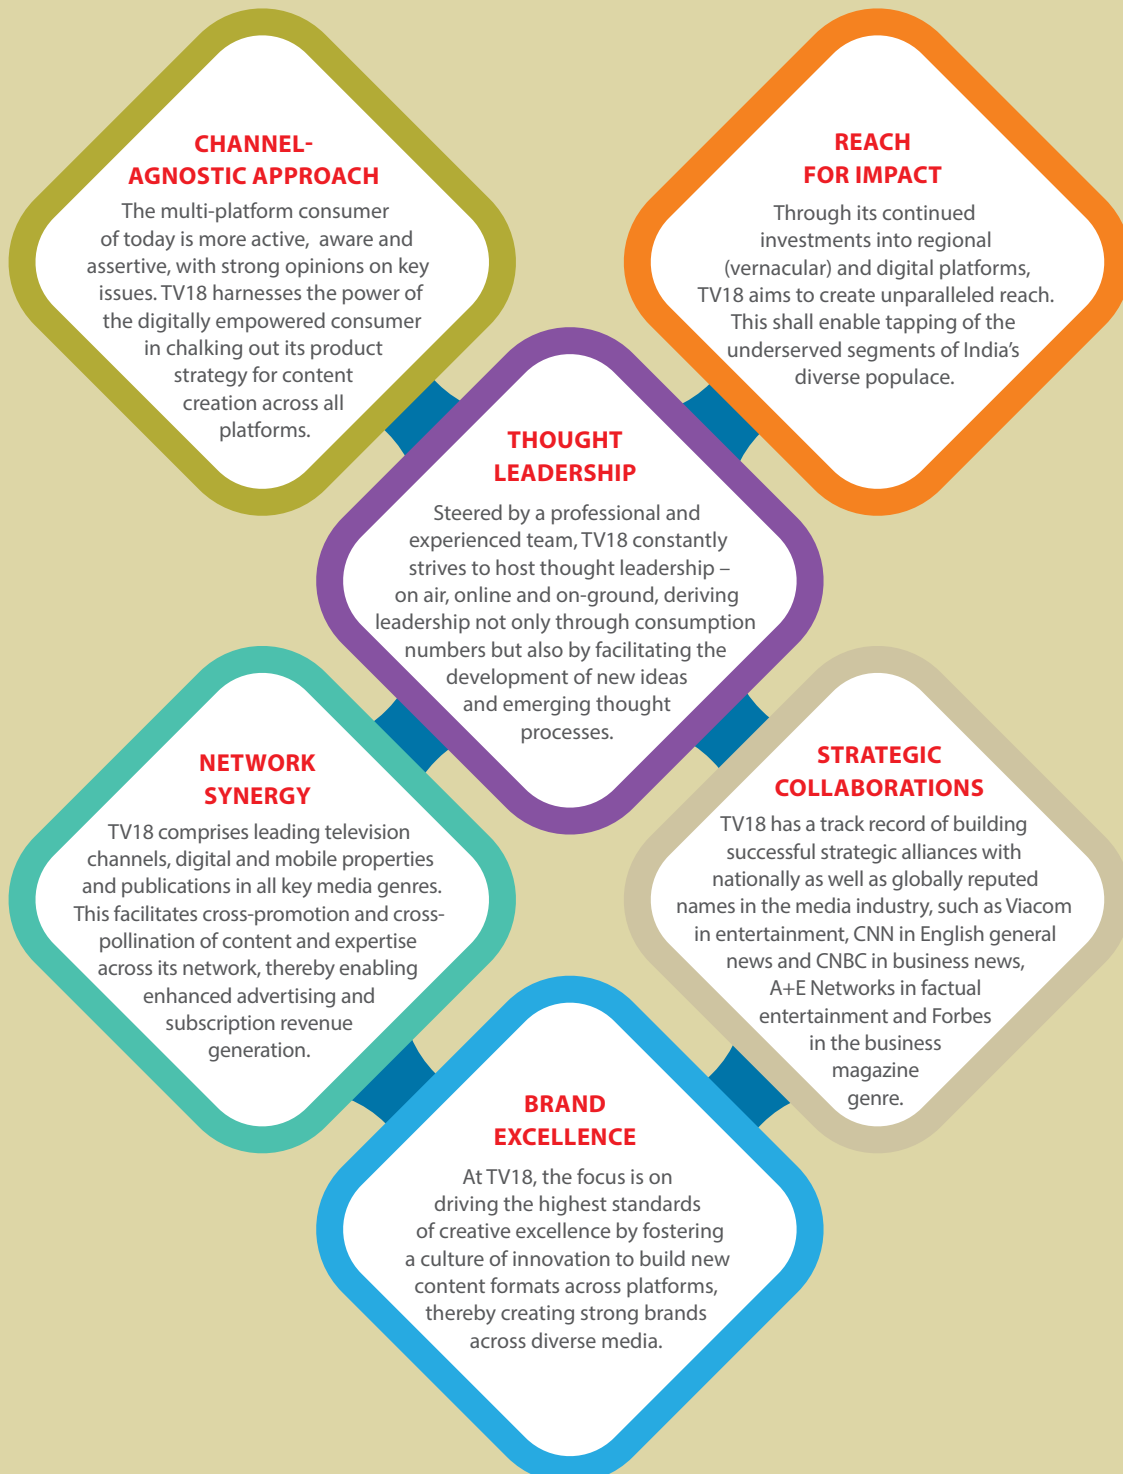 CHANNEL-
AGNOSTIC APPROACH
The multi-platform consumer
of today is more active, aware and
assertive, with strong opinions on key
issues. TV18 harnesses the power of
the digitally empowered consumer
in chalking out its product
strategy for content
creation across all
platforms.
REACH
FOR IMPACT
Through its continued
investments into regional
(vernacular) and digital platforms,
TV18 aims to create unparalleled reach.
This shall enable tapping of the
underserved segments of India's
diverse populace.
THOUGHT
LEADERSHIP
Steered by a professional and
experienced team, TV18 constantly
strives to host thought leadership –
on air, online and on-ground, deriving
leadership not only through consumption
numbers but also by facilitating the
development of new ideas
and emerging thought
processes.
NETWORK
SYNERGY
TV18 comprises leading television
channels, digital and mobile properties
and publications in all key media genres.
This facilitates cross-promotion and cross-
pollination of content and expertise
across its network, thereby enabling
enhanced advertising and
subscription revenue
generation.
STRATEGIC
COLLABORATIONS
TV18 has a track record of building
successful strategic alliances with
nationally as well as globally reputed
names in the media industry, such as Viacom
in entertainment, CNN in English general
news and CNBC in business news,
A+E Networks in factual
entertainment and Forbes
in the business
magazine
genre.
BRAND
EXCELLENCE
At TV18, the focus is on
driving the highest standards
of creative excellence by fostering
a culture of innovation to build new
content formats across platforms,
thereby creating strong brands
across diverse media.